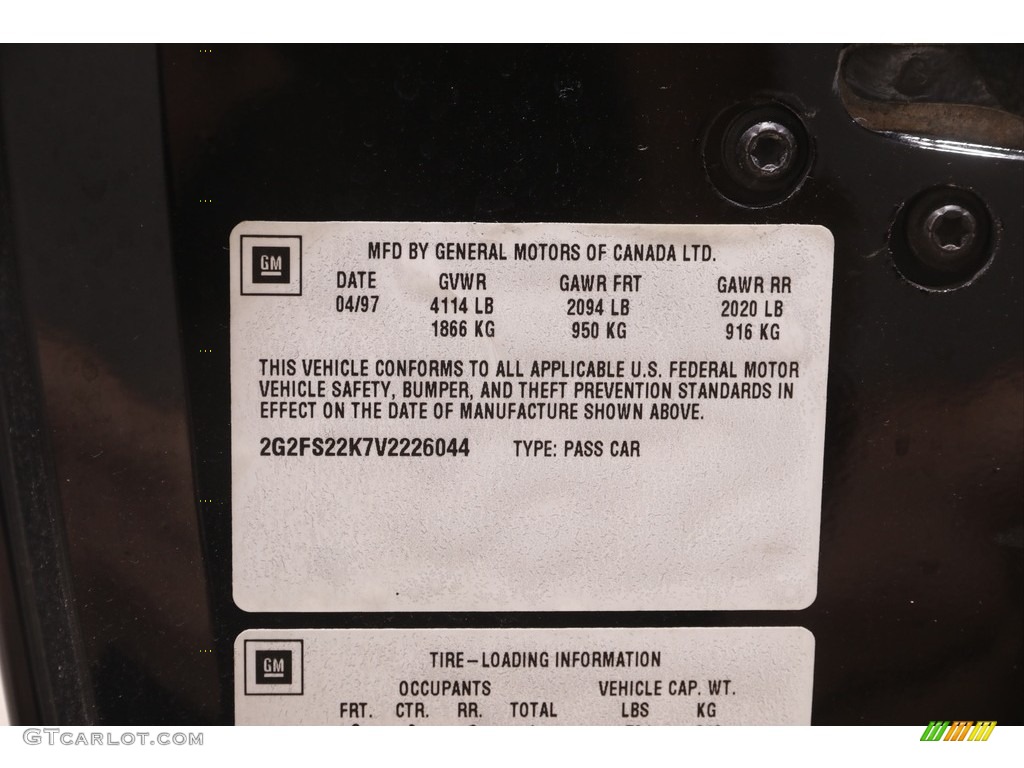 GM
MFD BY GENERAL MOTORS OF CANADA LTD.
DATE GVWR GAWR FRT GAWR RR
04/97 4114 LB 2094 LB 2020 LB
1866 KG 950 KG 916 KG
THIS VEHICLE CONFORMS TO ALL APPLICABLE U.S. FEDERAL MOTOR
VEHICLE SAFETY, BUMPER, AND THEFT PREVENTION STANDARDS IN
EFFECT ON THE DATE OF MANUFACTURE SHOWN ABOVE.
2G2FS22K7V2226044 TYPE: PASS CAR
GM
TIRE-LOADING INFORMATION
OCCUPANTS VEHICLE CAP. WT.
FRT. CTR. RR. TOTAL LBS KG
GTCARLOT.COM